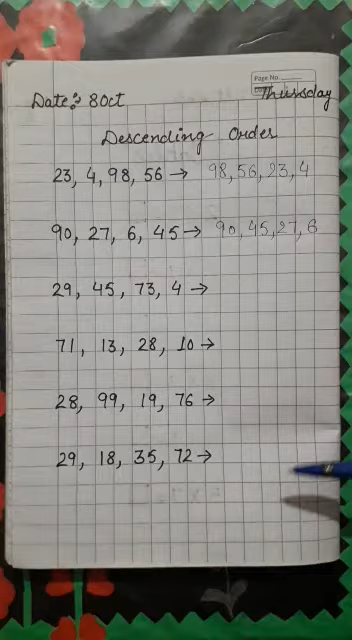 Page No.
Date: 8 Oct Thursday
Descending Order
23, 4, 98, 56 → 98, 56, 23, 4
90, 27, 6, 45 → 90, 45, 27, 6
29, 45, 73, 4 →
71, 13, 28, 10 →
28, 99, 19, 76 →
29, 18, 35, 72 →